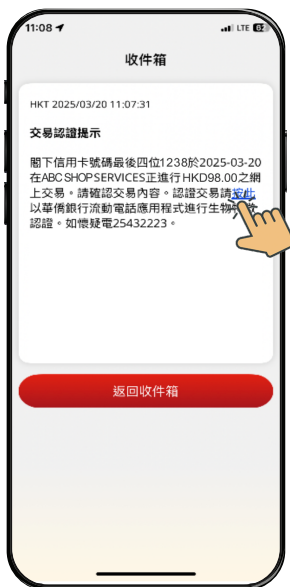 11:08
LTE 62
收件箱
HKT 2025/03/20 11:07:31
交易認證提示
閣下信用卡號碼最後四位1238於2025-03-20
在ABC SHOP SERVICES正進行HKD98.00之網
上交易。請確認交易內容。認證交易請按此
以華僑銀行流動電話應用程式進行生物
認證。如懷疑電25432223。
返回收件箱